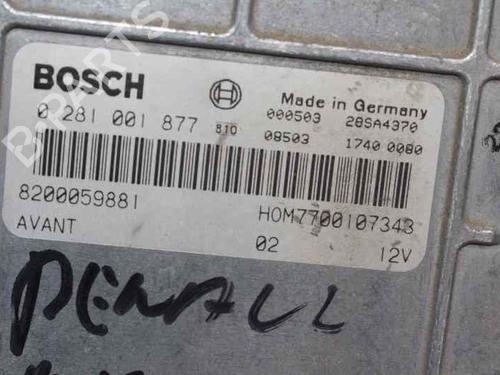 B-PARTS
BOSCH
Made in Germany
0 281 001 877 810
000503 28SA4370
08503 1740 0080
8200059881 HOM7700107343
AVANT 02 12V